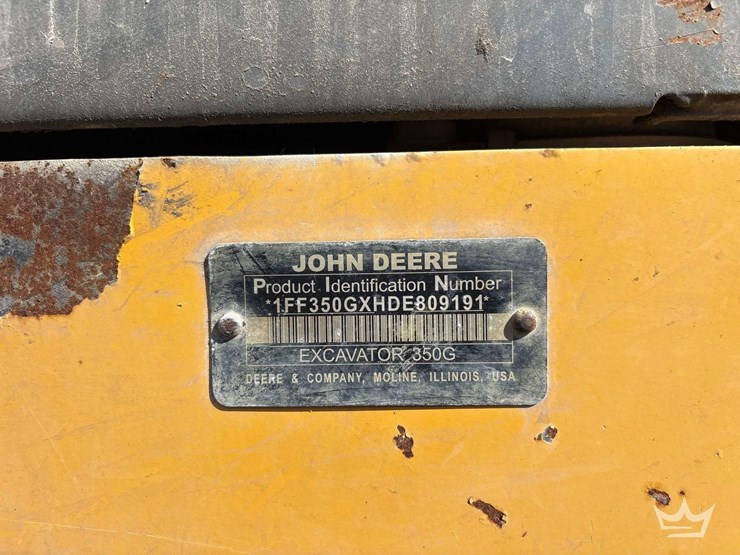 JOHN DEERE
Product Identification Number
*1FF350GXHDE809191*
EXCAVATOR 350G
DEERE & COMPANY, MOLINE, ILLINOIS, USA